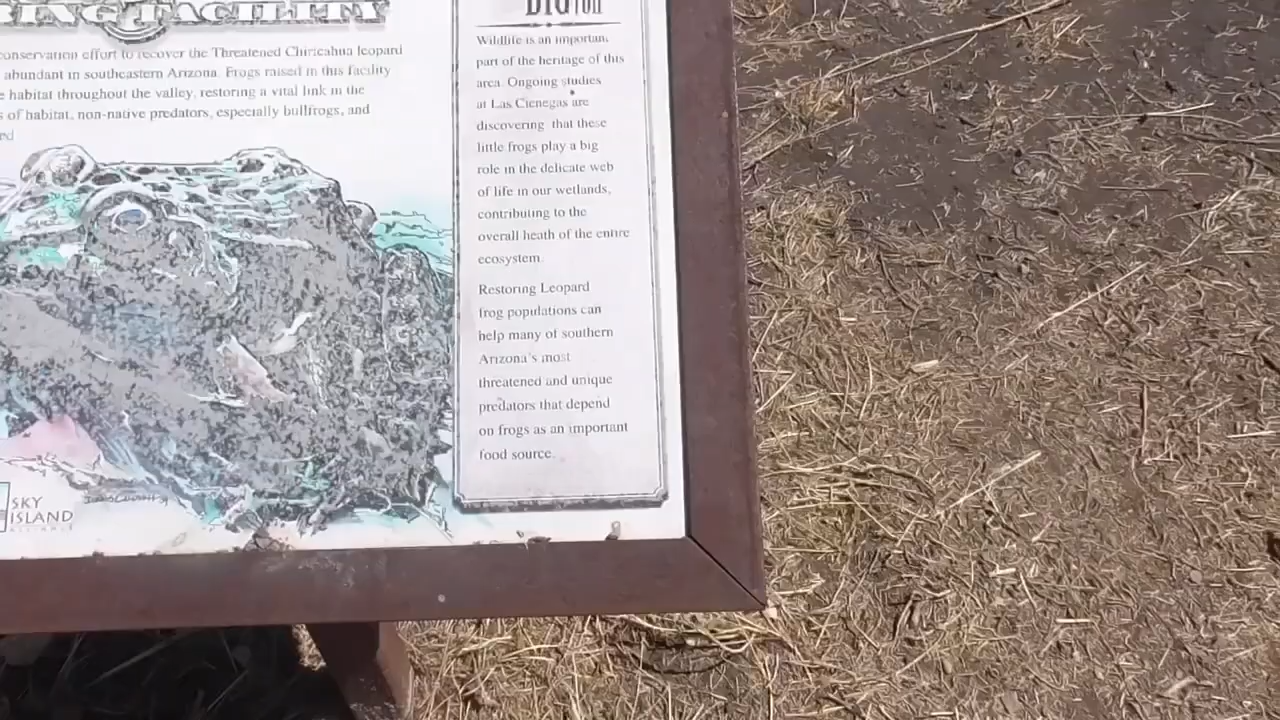 RING FACILITY
conservation effort to recover the Threatened Chiricahua leopard
abundant in southeastern Arizona. Frogs raised in this facility
habitat throughout the valley, restoring a vital link in the
of habitat, non-native predators, especially bullfrogs, and
BIG
Wildlife is an important
part of the heritage of this
area. Ongoing studies
at Las Cienegas are
discovering that these
little frogs play a big
role in the delicate web
of life in our wetlands,
contributing to the
overall heath of the entire
ecosystem.
Restoring Leopard
frog populations can
help many of southern
Arizona's most
threatened and unique
predators that depend
on frogs as an important
food source.
SKY
ISLAND
ALLIANCE